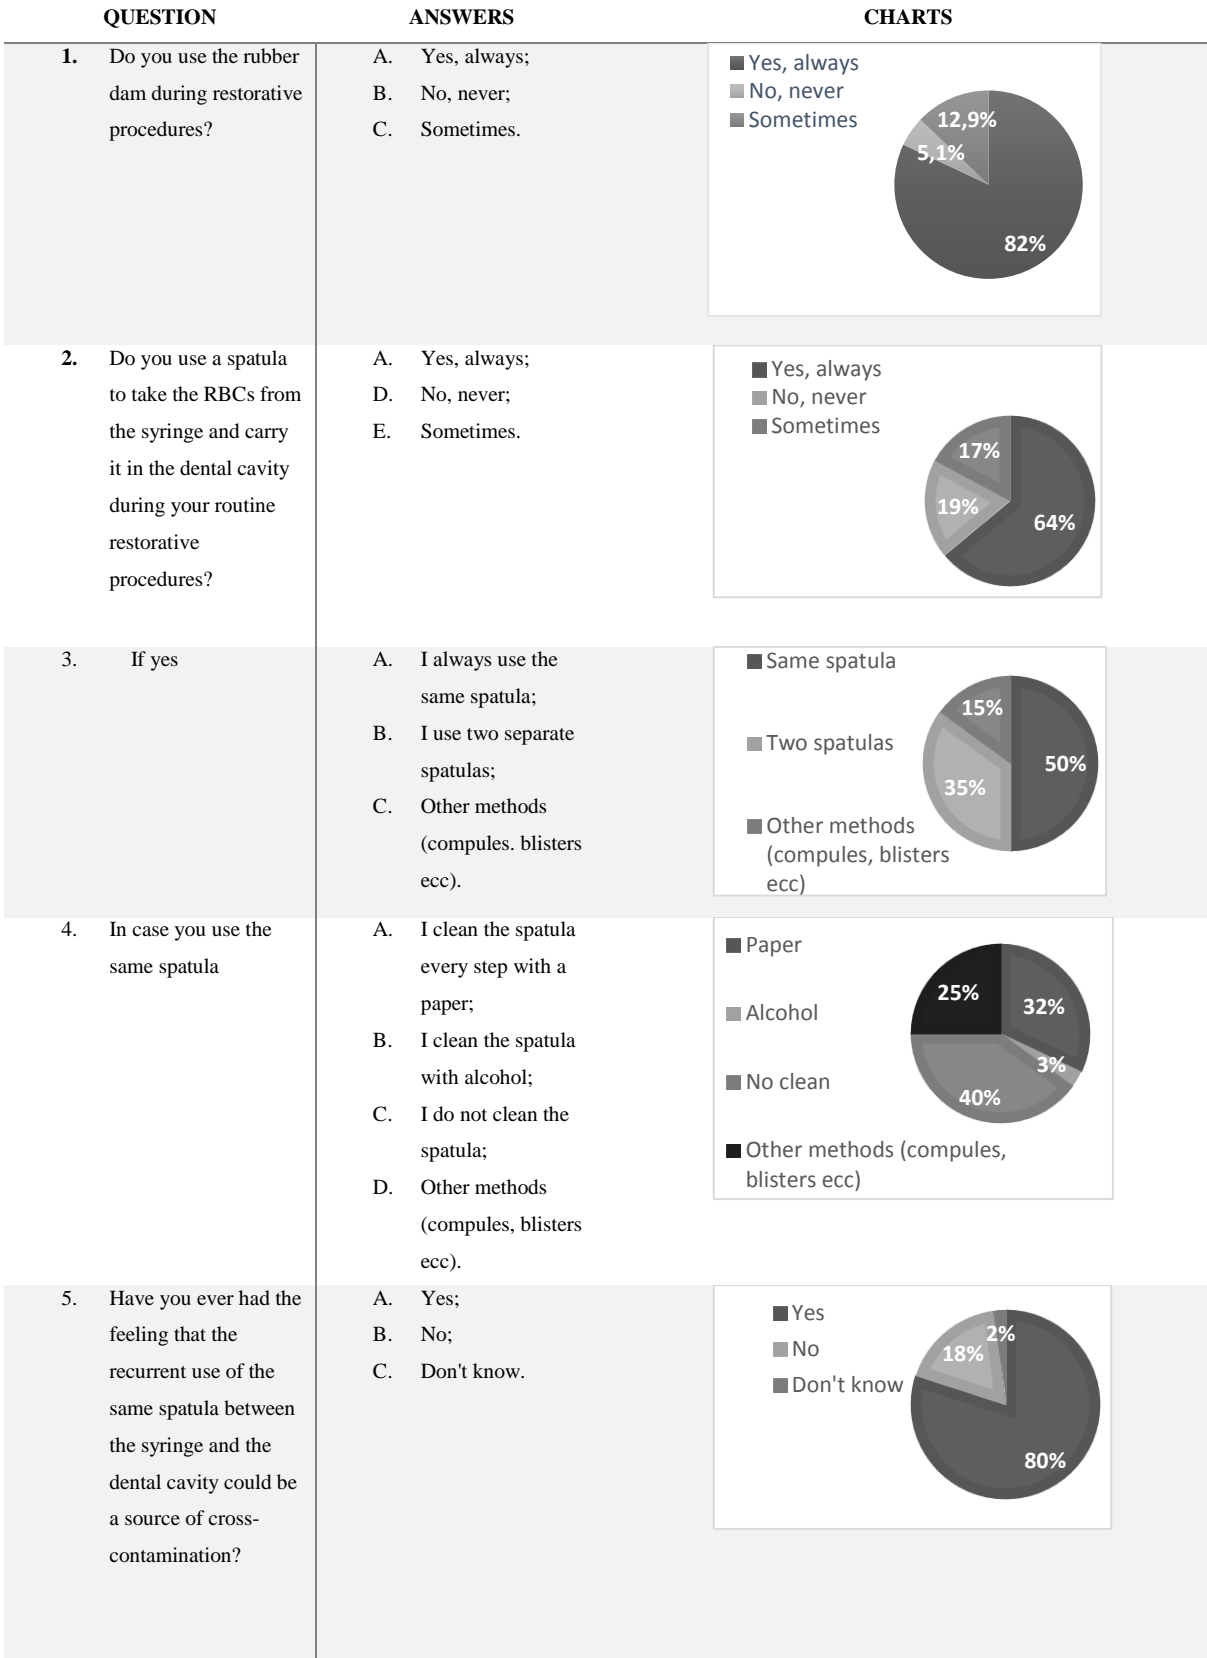 QUESTION ANSWERS CHARTS
1. Do you use the rubber
dam during restorative
procedures?
A. Yes, always;
B. No, never;
C. Sometimes.
Yes, always
No, never
Sometimes
12,9%
5,1%
82%
2. Do you use a spatula
to take the RBCs from
the syringe and carry
it in the dental cavity
during your routine
restorative
procedures?
A. Yes, always;
D. No, never;
E. Sometimes.
Yes, always
No, never
Sometimes
17%
19%
64%
3. If yes
A. I always use the
same spatula;
B. I use two separate
spatulas;
C. Other methods
(compules. blisters
ecc).
Same spatula
Two spatulas
Other methods
(compules, blisters
ecc)
15%
50%
35%
4. In case you use the
same spatula
A. I clean the spatula
every step with a
paper;
B. I clean the spatula
with alcohol;
C. I do not clean the
spatula;
D. Other methods
(compules, blisters
ecc).
Paper
Alcohol
No clean
Other methods (compules,
blisters ecc)
25%
32%
3%
40%
5. Have you ever had the
feeling that the
recurrent use of the
same spatula between
the syringe and the
dental cavity could be
a source of cross-
contamination?
A. Yes;
B. No;
C. Don't know.
Yes
No
Don't know
2%
18%
80%